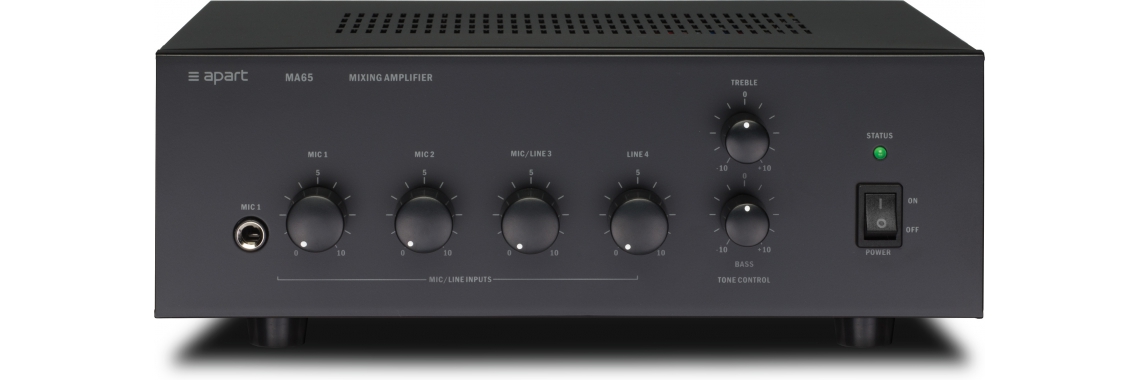 apart MA65 MIXING AMPLIFIER
TREBLE
0
-10 +10
MIC 1 MIC 2 MIC/LINE 3 LINE 4
5 5 5 5
0 10 0 10 0 10 0 10
MIC 1
MIC/LINE INPUTS
0
-10 +10
BASS
TONE CONTROL
STATUS
I
O
ON
OFF
POWER